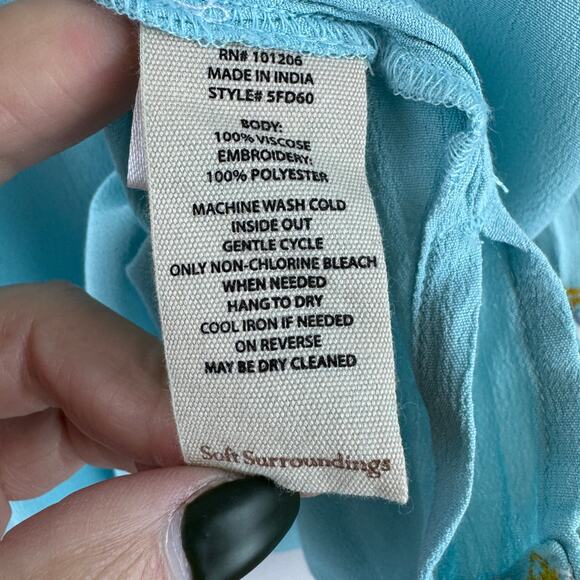 RN# 101206
MADE IN INDIA
STYLE# 5FD60
BODY:
100% VISCOSE
EMBROIDERY:
100% POLYESTER
MACHINE WASH COLD
INSIDE OUT
GENTLE CYCLE
ONLY NON-CHLORINE BLEACH
WHEN NEEDED
HANG TO DRY
COOL IRON IF NEEDED
ON REVERSE
MAY BE DRY CLEANED
Soft Surroundings